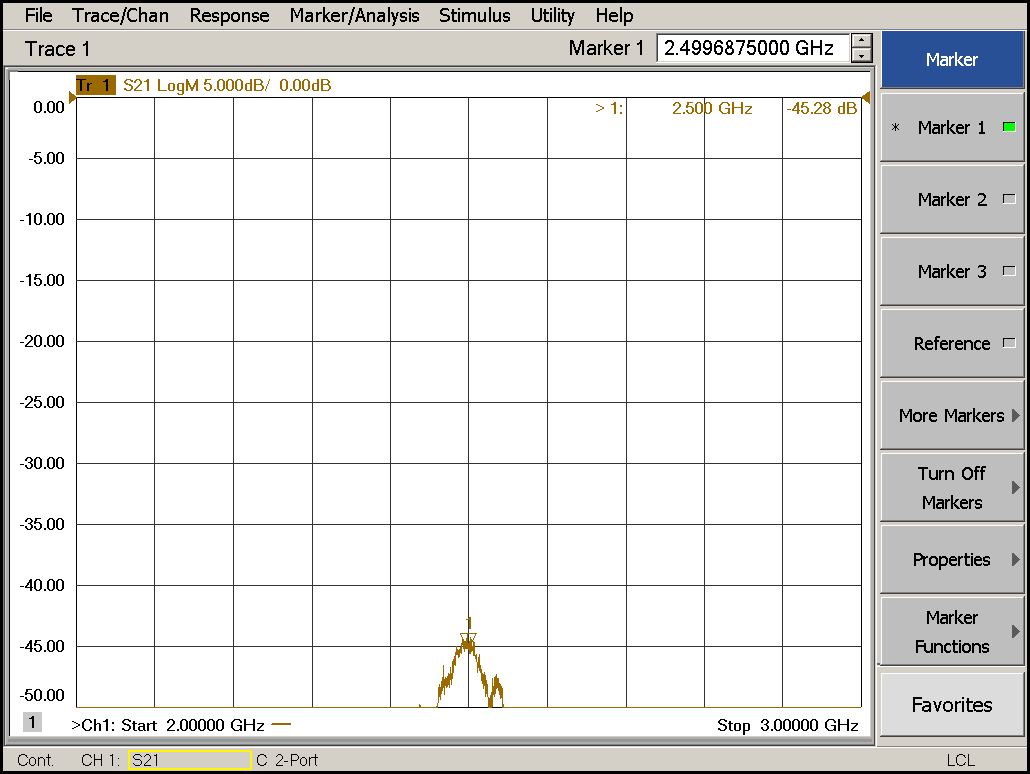 File Trace/Chan Response Marker/Analysis Stimulus Utility Help
Trace 1 Marker 1 2.4996875000 GHz
Marker
Tr 1 S21 LogM 5.000dB/ 0.00dB
0.00
> 1: 2.500 GHz -45.28 dB
* Marker 1
-5.00
Marker 2
-10.00
Marker 3
-15.00
-20.00
Reference
-25.00
More Markers
-30.00
Turn Off
Markers
-35.00
Properties
-40.00
Marker
Functions
-45.00
-50.00
Favorites
1 >Ch1: Start 2.00000 GHz Stop 3.00000 GHz
Cont. CH 1: S21 C 2-Port LCL